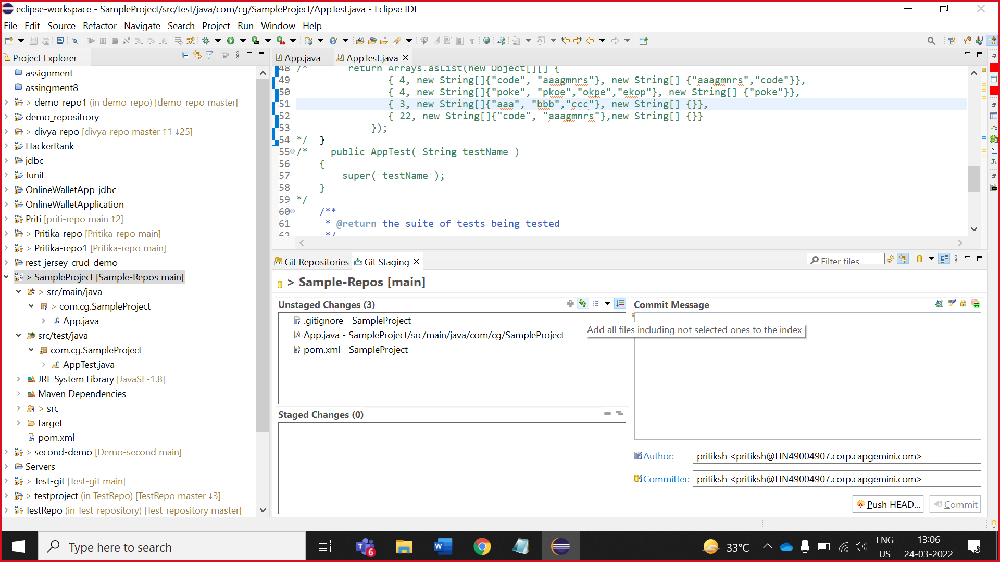 eclipse-workspace - SampleProject/src/test/java/com/cg/SampleProject/AppTest.java - Eclipse IDE
File Edit Source Refactor Navigate Search Project Run Window Help
Project Explorer
assignment
assingment8
> demo_repo1 (in demo_repo) [demo_repo master]
demo_repositrory
> divya-repo [divya-repo master ↑1 ↓25]
HackerRank
jdbc
Junit
OnlineWalletApp-jdbc
OnlineWalletApplication
Priti [priti-repo main ↑2]
> Pritika-repo [Pritika-repo main]
> Pritika-repo1 [Pritika-repo main]
rest_jersey_crud_demo
> SampleProject [Sample-Repos main]
> src/main/java
> com.cg.SampleProject
App.java
src/test/java
com.cg.SampleProject
AppTest.java
JRE System Library [JavaSE-1.8]
Maven Dependencies
> src
target
pom.xml
> second-demo [Demo-second main]
Servers
> Test-git [Test-git main]
> testproject (in TestRepo) [TestRepo master ↓3]
TestRepo (in Test_repository) [Test_repository master]
App.java AppTest.java
48 /* return Arrays.asList(new Object[][] {
49 { 4, new String[]{"code", "aaagmnrs"}, new String[] {"aaagmnrs","code"}},
50 { 4, new String[]{"poke", "pkoe","okpe","ekop"}, new String[] {"poke"}},
51 { 3, new String[]{"aaa", "bbb","ccc"}, new String[] {}},
52 { 22, new String[]{"code", "aaagmnrs"},new String[] {}}
53 });
54 */ }
55 /* public AppTest( String testName )
56 {
57 super( testName );
58 }
59 */
60 /**
61 * @return the suite of tests being tested
62 */
Git Repositories Git Staging Filter files
> Sample-Repos [main]
Unstaged Changes (3)
.gitignore - SampleProject
App.java - SampleProject/src/main/java/com/cg/SampleProject
pom.xml - SampleProject
Staged Changes (0)
Commit Message
Add all files including not selected ones to the index
Author: pritiksh <pritiksh@LIN49004907.corp.capgemini.com>
Committer: pritiksh <pritiksh@LIN49004907.corp.capgemini.com>
Push HEAD... Commit
Type here to search
6
33°C
ENG
US
13:06
24-03-2022